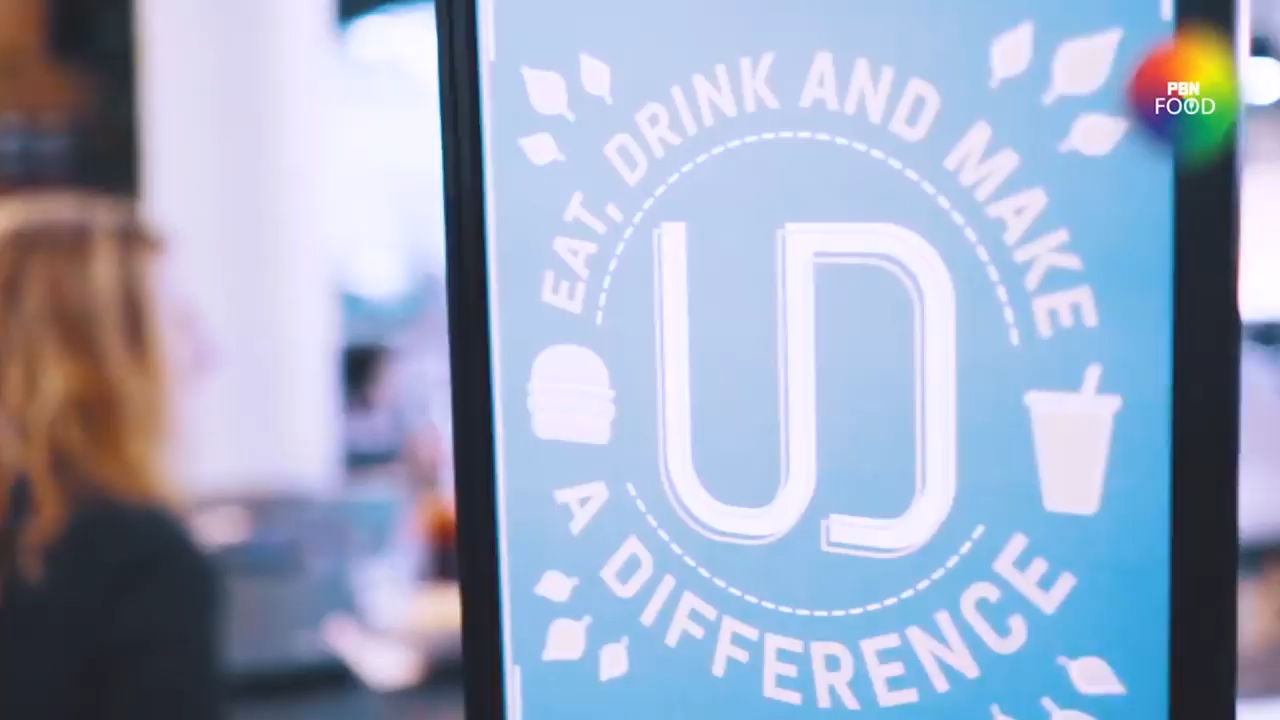 EAT, DRINK AND MAKE
A DIFFERENCE
UD
PBN
FOOD